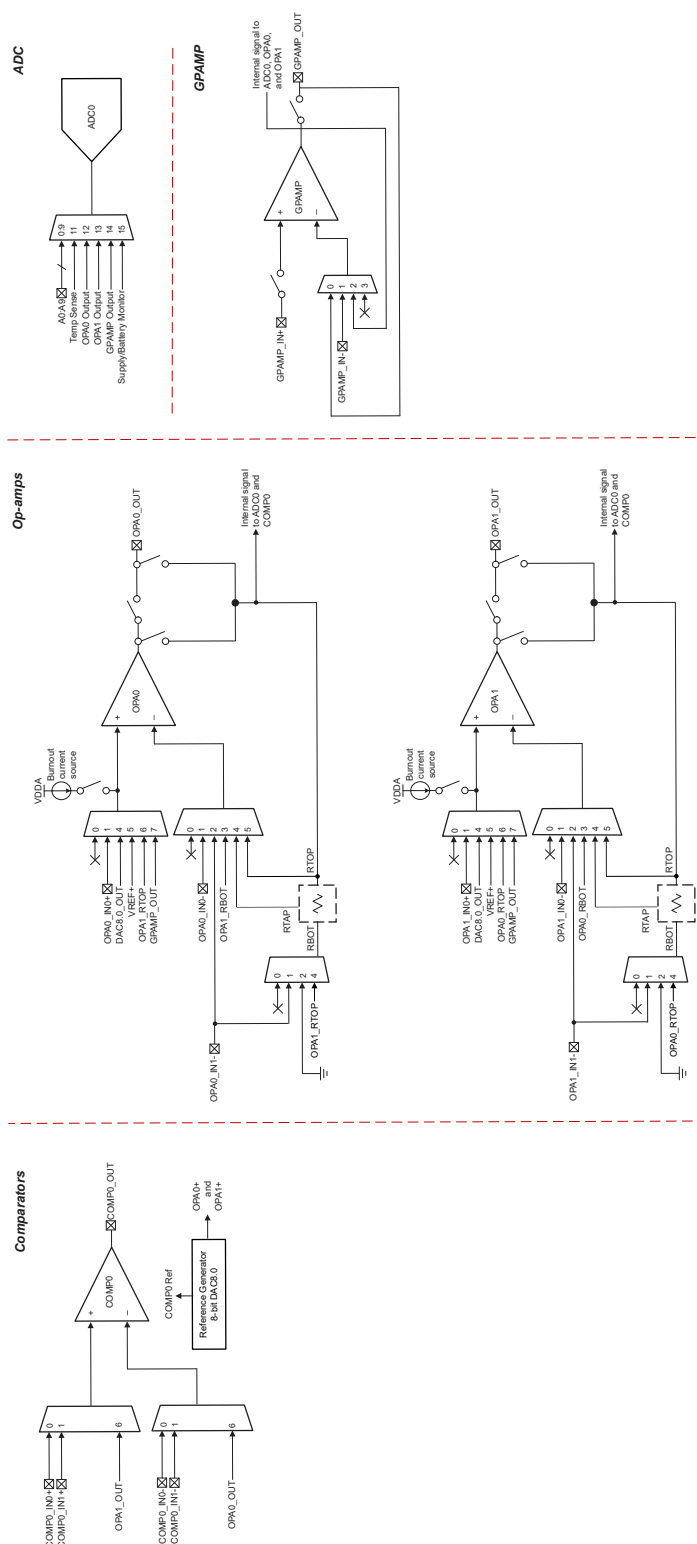 Comparators
COMP0_IN0+
COMP0_IN1+
OPA1_OUT
0
1
6
COMP0_IN0-
COMP0_IN1-
OPA0_OUT
0
1
6
+
–
COMP0
COMP0_OUT
COMP0 Ref
Reference Generator
8-bit DAC8.0
OPA0+
and
OPA1+
Op-amps
VDDA
Burnout
current
source
OPA0_IN0+
DAC8.0_OUT
VREF+
OPA1_RTOP
GPAMP_OUT
0
1
4
5
6
7
OPA0_IN0-
OPA1_RBOT
0
1
2
3
4
5
OPA0_IN1-
OPA1_RTOP
0
1
2
4
RBOT
RTAP
RTOP
+
–
OPA0
OPA0_OUT
Internal signal
to ADC0 and
COMP0
VDDA
Burnout
current
source
OPA1_IN0+
DAC8.0_OUT
VREF+
OPA0_RTOP
GPAMP_OUT
0
1
4
5
6
7
OPA1_IN0-
OPA0_RBOT
0
1
2
3
4
5
OPA1_IN1-
OPA0_RTOP
0
1
2
4
RBOT
RTAP
RTOP
+
–
OPA1
OPA1_OUT
Internal signal
to ADC0 and
COMP0
ADC
A0:A9
Temp Sense
OPA0 Output
OPA1 Output
GPAMP Output
Supply/Battery Monitor
0:9
11
12
13
14
15
ADC0
GPAMP
GPAMP_IN+
GPAMP_IN-
0
1
2
3
+
–
GPAMP
Internal signal to
ADC0, OPA0,
and OPA1
GPAMP_OUT